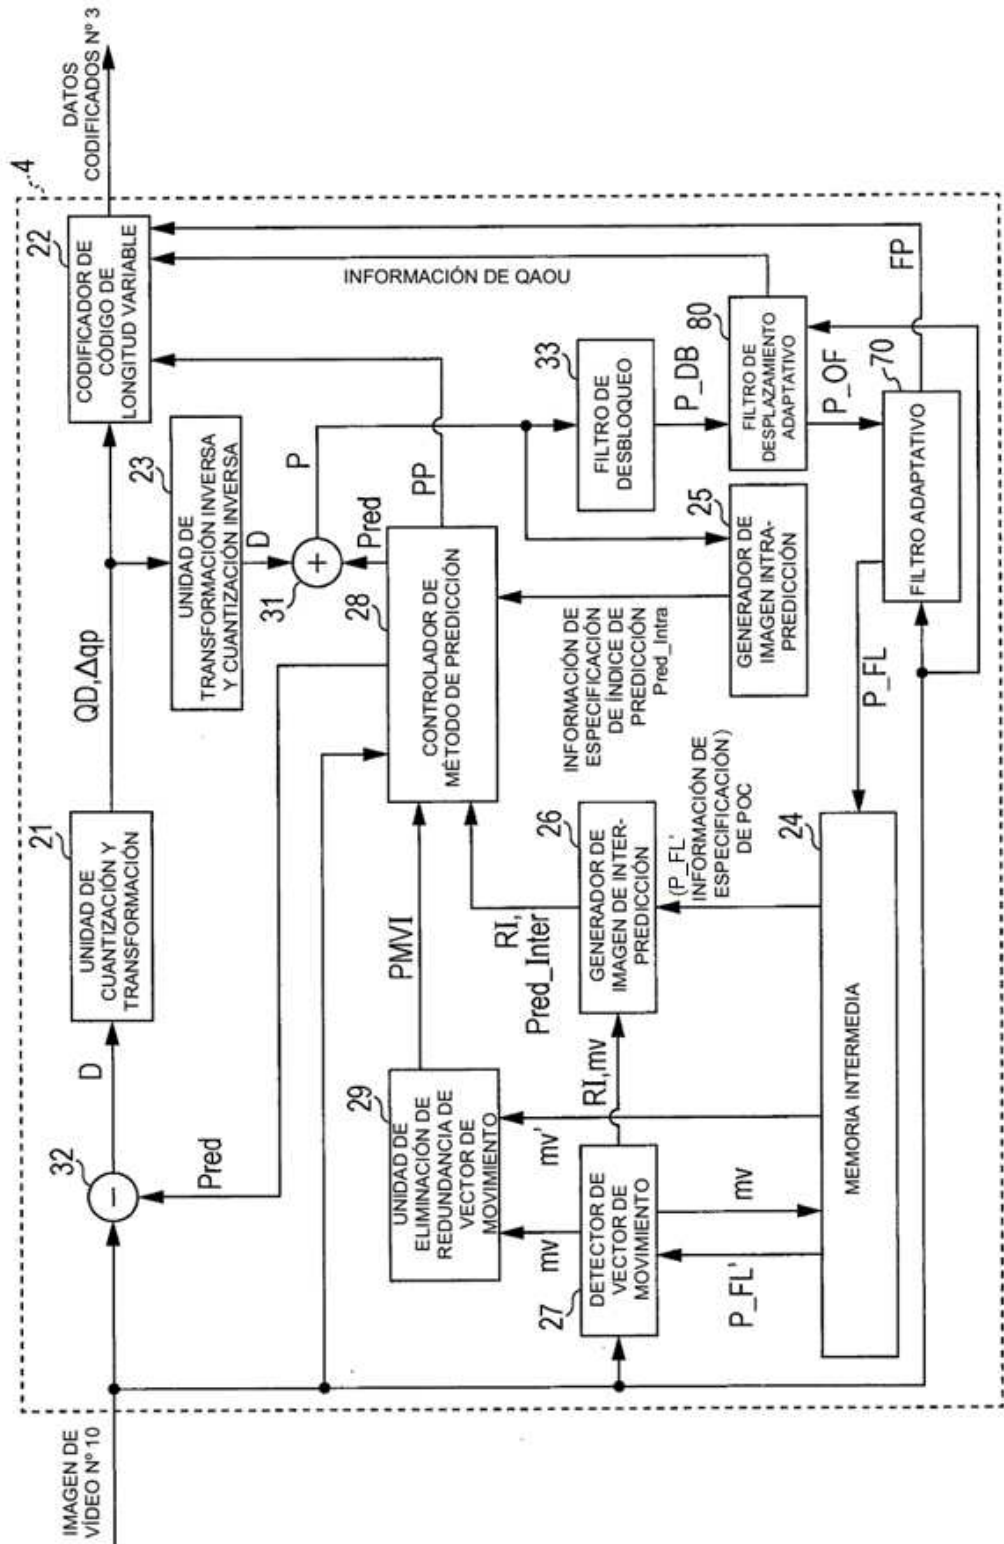 IMAGEN DE
VÍDEO Nº 10
DATOS
CODIFICADOS Nº 3
4
32
D
Pred
21
UNIDAD DE
CUANTIZACIÓN Y
TRANSFORMACIÓN
QD,Δqp
22
CODIFICADOR DE
CÓDIGO DE
LONGITUD VARIABLE
23
UNIDAD DE
TRANSFORMACIÓN INVERSA
Y CUANTIZACIÓN INVERSA
D
31
+
P
Pred
INFORMACIÓN DE QAOU
29
UNIDAD DE
ELIMINACIÓN DE
REDUNDANCIA DE
VECTOR DE
MOVIMIENTO
PMVI
28
CONTROLADOR DE
MÉTODO DE PREDICCIÓN
PP
mv
mv'
RI,
Pred_Inter
INFORMACIÓN DE
ESPECIFICACIÓN
DE ÍNDICE DE
PREDICCIÓN
Pred_Intra
33
FILTRO DE
DESBLOQUEO
P_DB
80
FILTRO DE
DESPLAZAMIENTO
ADAPTATIVO
27
DETECTOR DE
VECTOR DE
MOVIMIENTO
RI,mv
26
GENERADOR DE
IMAGEN DE INTER-
PREDICCIÓN
25
GENERADOR DE
IMAGEN INTRA-
PREDICCIÓN
P_OF
P_FL'
mv
(P_FL'
INFORMACIÓN DE
ESPECIFICACIÓN)
DE POC
P_FL
70
FILTRO ADAPTATIVO
FP
24
MEMORIA INTERMEDIA